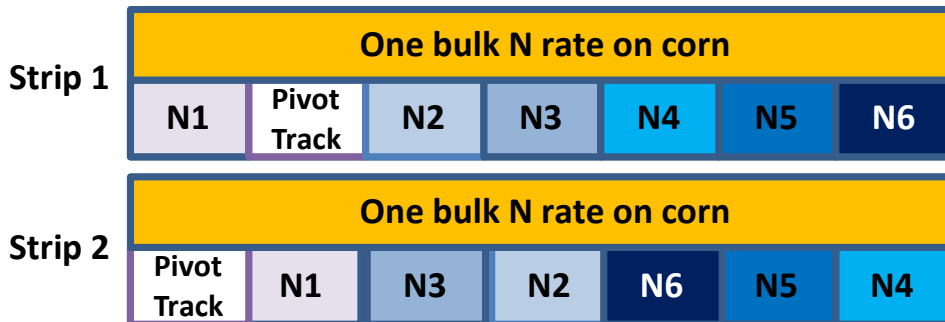 One bulk N rate on corn
Strip 1
N1 Pivot Track N2 N3 N4 N5 N6
One bulk N rate on corn
Strip 2
Pivot Track N1 N3 N2 N6 N5 N4